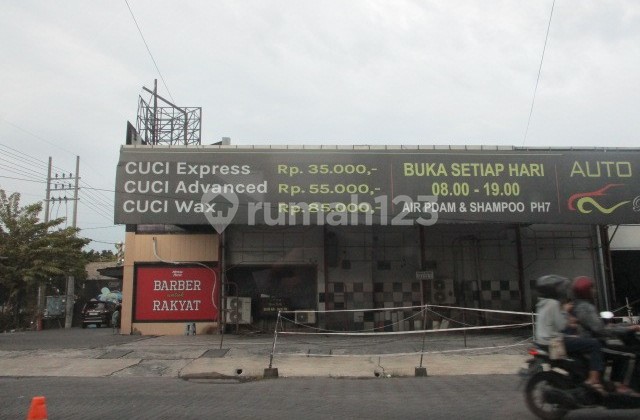 CUCI Express Rp. 35.000,-
CUCI Advanced Rp. 55.000,-
CUCI Wax Rp. 85.000,-
BUKA SETIAP HARI
08.00 - 19.00
AIR PDAM & SHAMPOO PH7
AUTO
rumah123
BARBER
RAKYAT